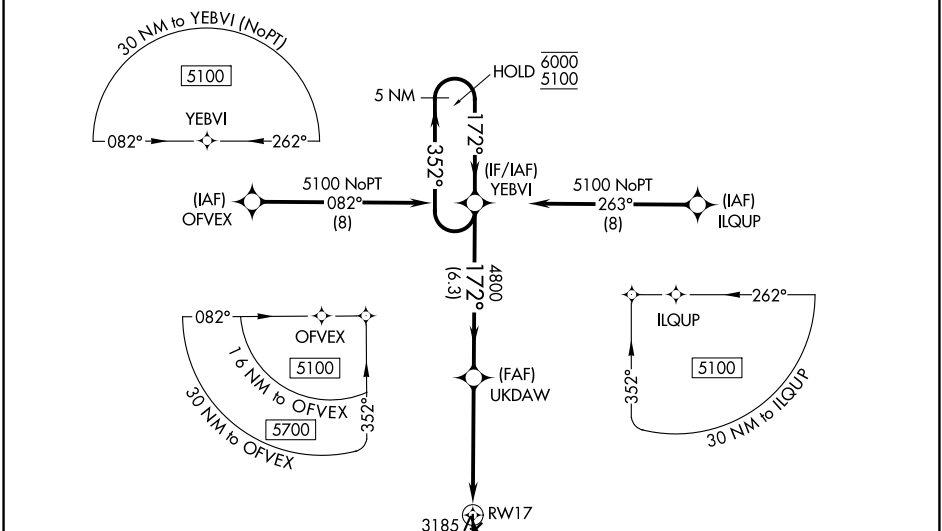 30 NM to YEBVI (NoPT)
5100
YEBVI
082°
262°
HOLD
6000
5100
5 NM
172°
352°
(IF/IAF)
YEBVI
(IAF)
OFVEX
5100 NoPT
082°
(8)
5100 NoPT
263°
(8)
(IAF)
ILQUP
4800
172°
(6.3)
082°
OFVEX
5100
16 NM to OFVEX
352°
5700
30 NM to OFVEX
262°
ILQUP
5100
352°
30 NM to ILQUP
(FAF)
UKDAW
RW17
3185